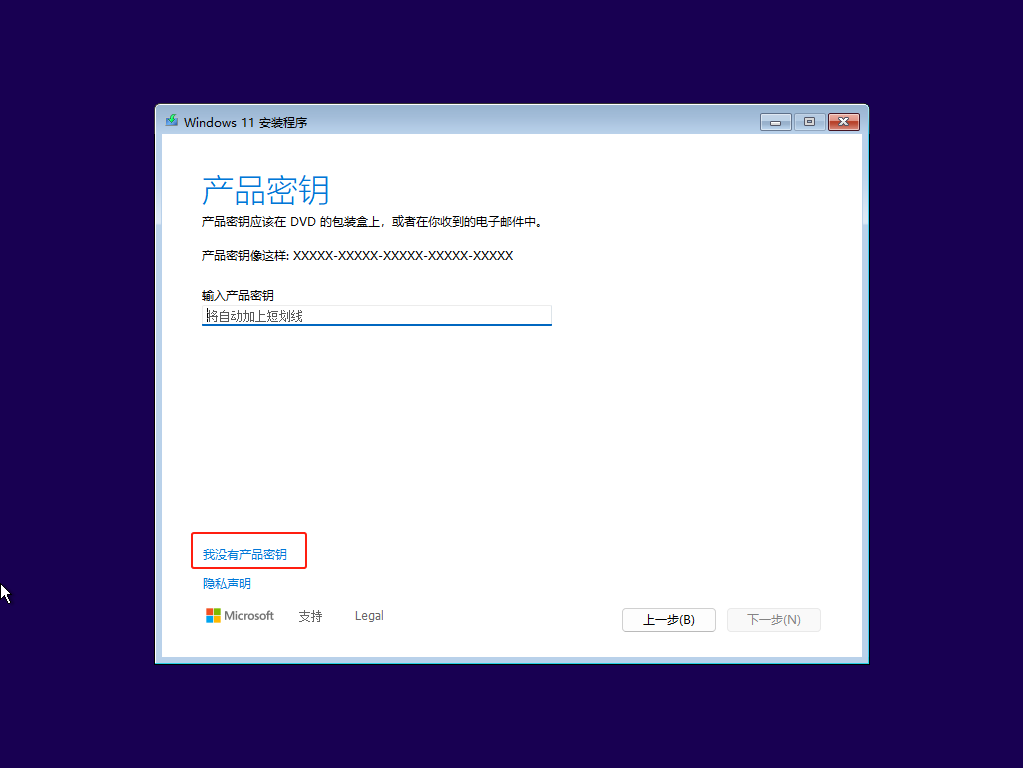 Windows 11 安装程序
产品密钥
产品密钥应该在 DVD 的包装盒上，或者在你收到的电子邮件中。
产品密钥像这样: XXXXX-XXXXX-XXXXX-XXXXX-XXXXX
输入产品密钥
将自动加上短划线
我没有产品密钥
隐私声明
Microsoft 支持 Legal 上一步(B) 下一步(N)